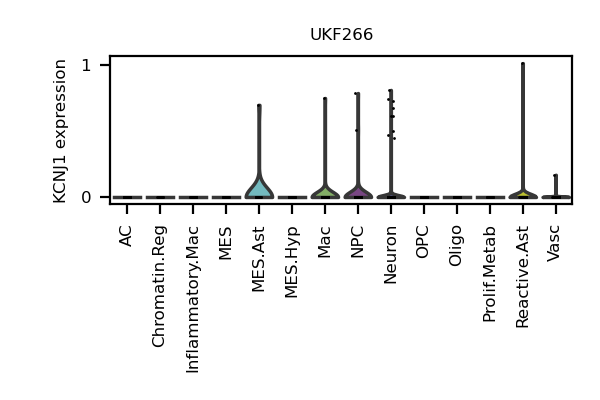 UKF266
KCNJ1 expression
1
0
AC
Chromatin.Reg
Inflammatory.Mac
MES
MES.Ast
MES.Hyp
Mac
NPC
Neuron
OPC
Oligo
Prolif.Metab
Reactive.Ast
Vasc